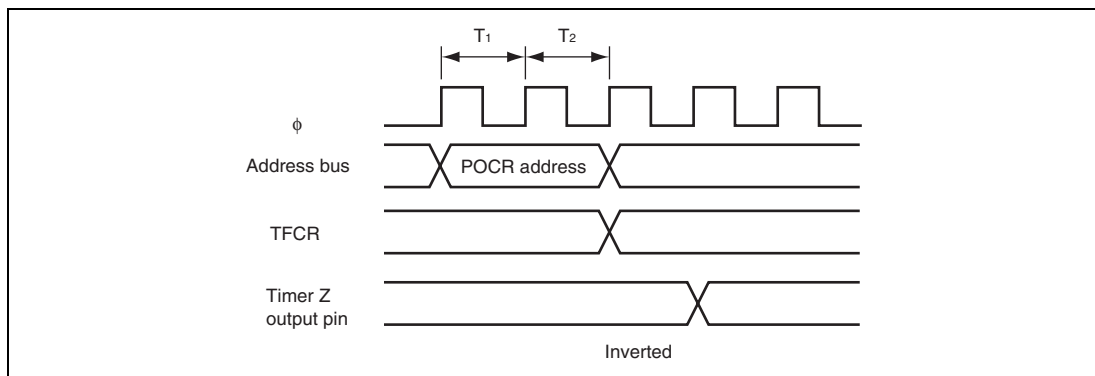 T1 T2
φ
Address bus POCR address
TFCR
Timer Z
output pin
Inverted